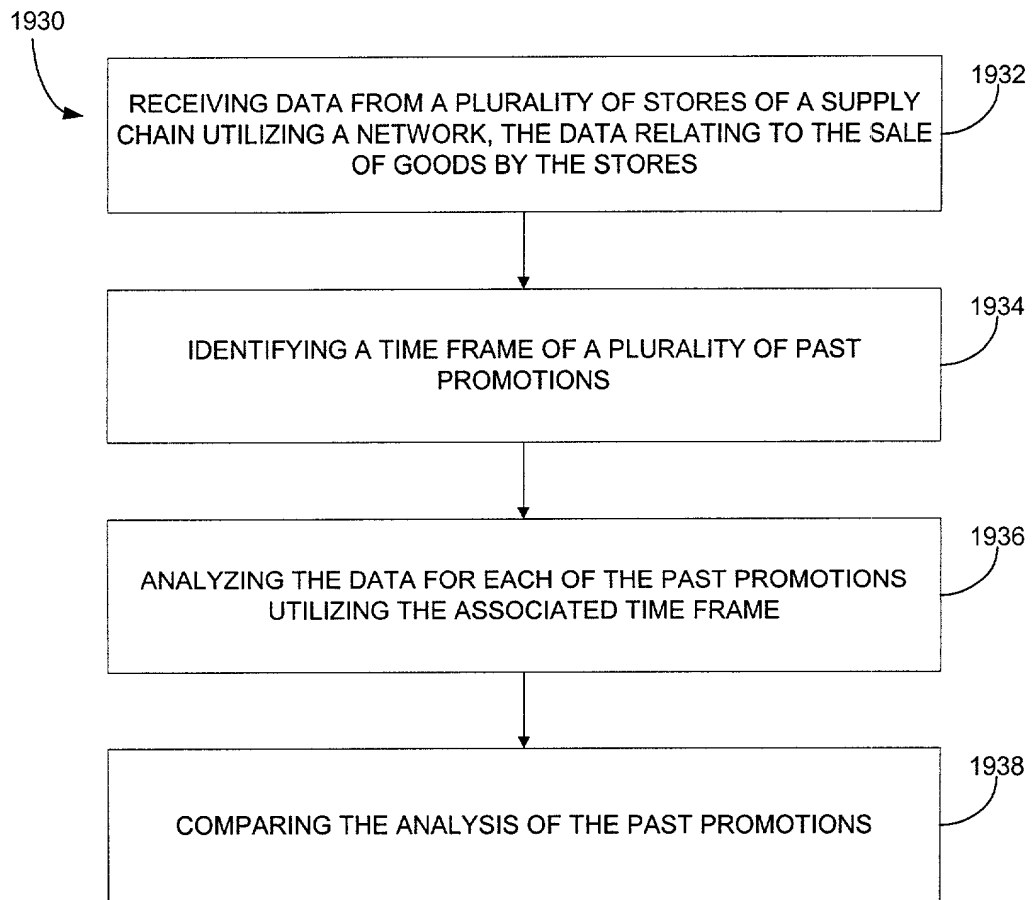 1930
1932
RECEIVING DATA FROM A PLURALITY OF STORES OF A SUPPLY
CHAIN UTILIZING A NETWORK, THE DATA RELATING TO THE SALE
OF GOODS BY THE STORES
1934
IDENTIFYING A TIME FRAME OF A PLURALITY OF PAST
PROMOTIONS
1936
ANALYZING THE DATA FOR EACH OF THE PAST PROMOTIONS
UTILIZING THE ASSOCIATED TIME FRAME
1938
COMPARING THE ANALYSIS OF THE PAST PROMOTIONS